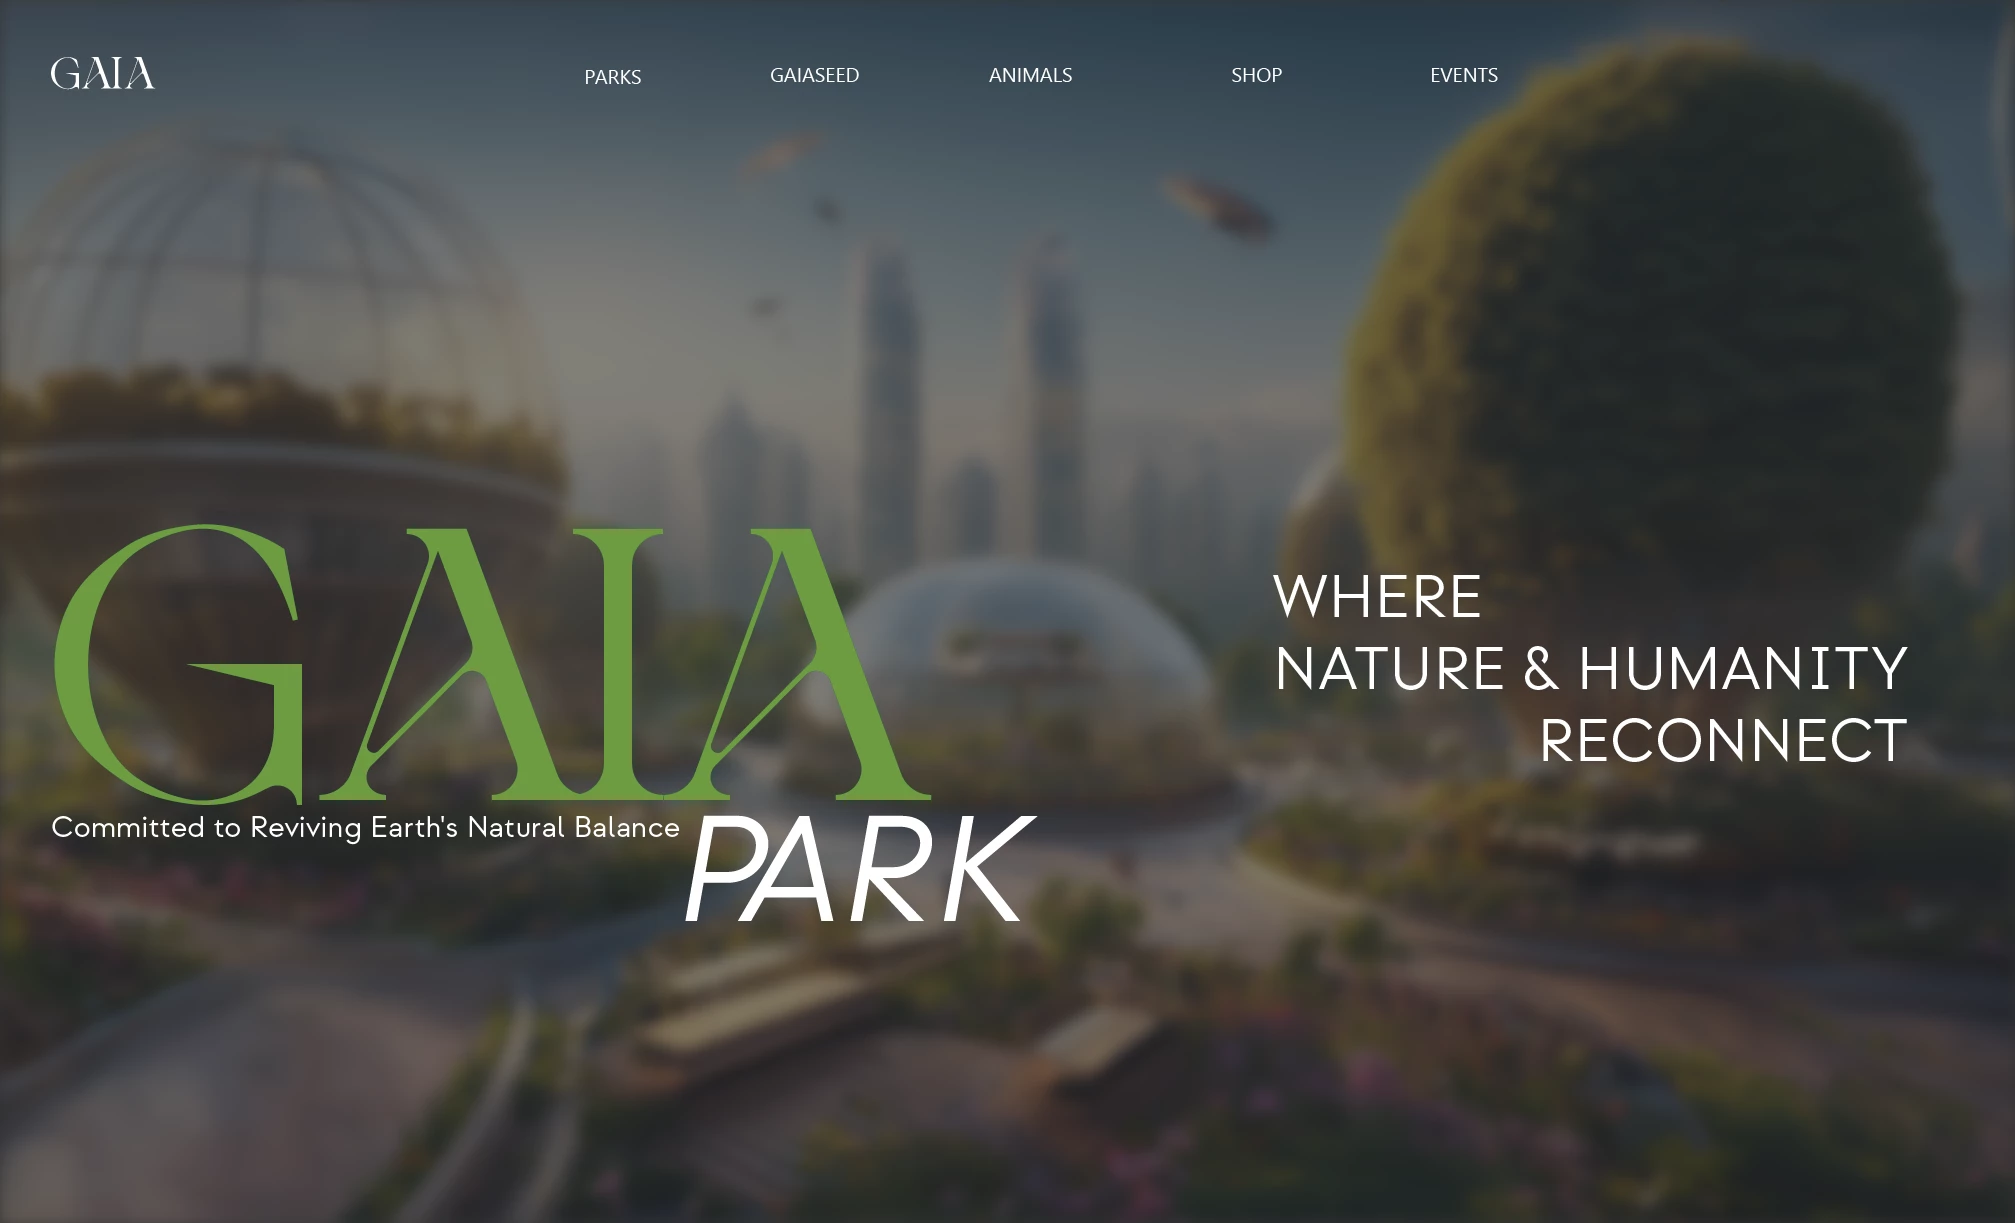 GAIA
PARKS
GAIASEED
ANIMALS
SHOP
EVENTS
GAIA
Committed to Reviving Earth's Natural Balance
PARK
WHERE
NATURE & HUMANITY
RECONNECT